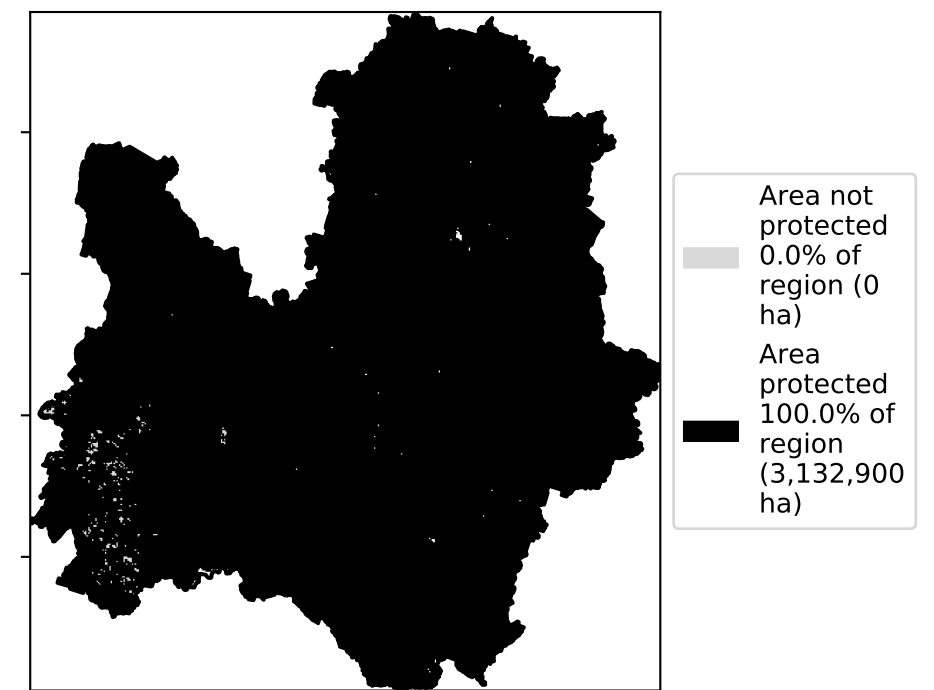 Area not
protected
0.0% of
region (0
ha)
Area
protected
100.0% of
region
(3,132,900
ha)